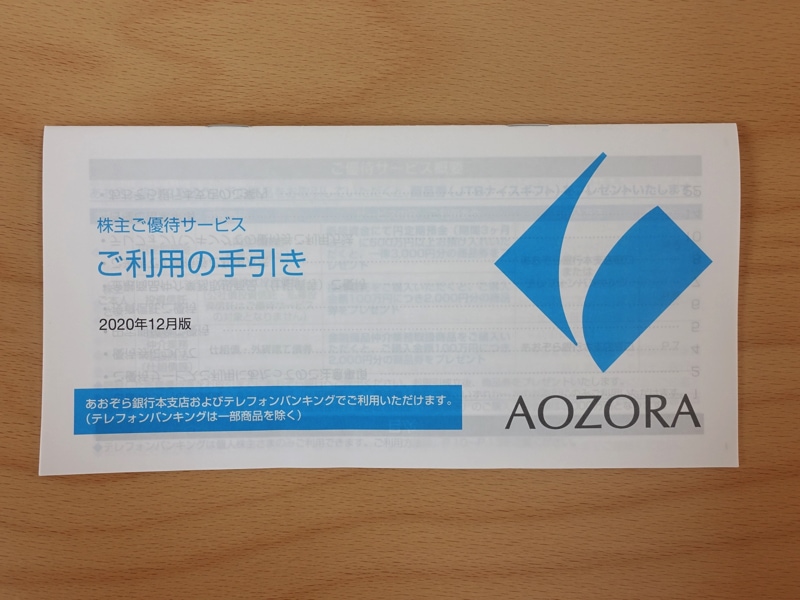 株主ご優待サービス
ご利用の手引き
2020年12月版
あおぞら銀行本支店およびテレフォンバンキングでご利用いただけます。
（テレフォンバンキングは一部商品を除く）
AOZORA